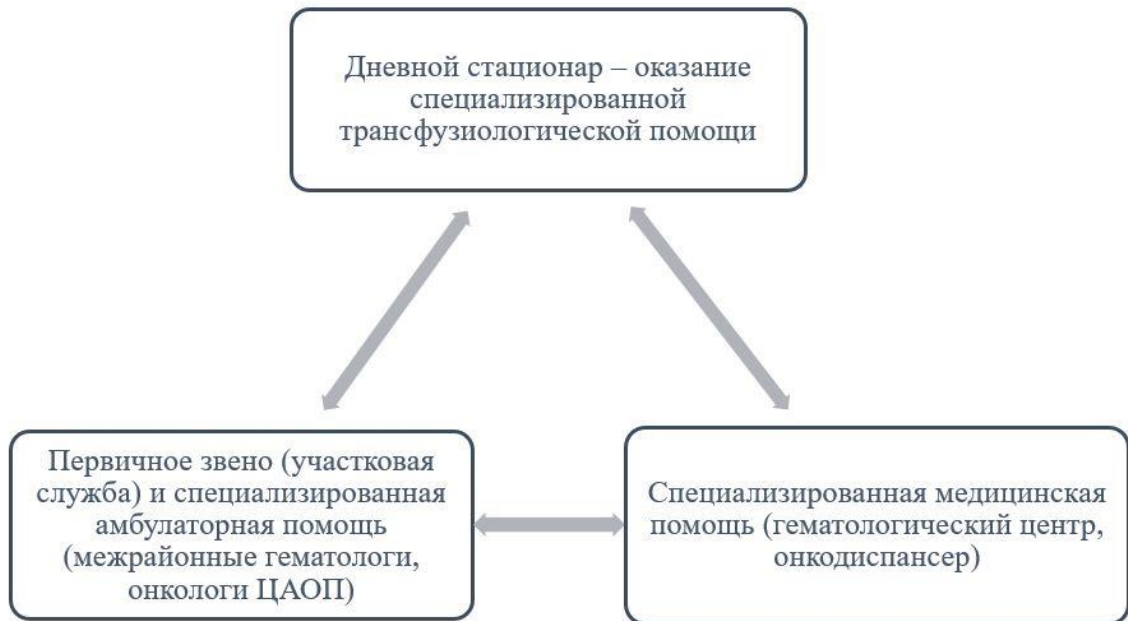 Дневной стационар – оказание
специализированной
трансфузиологической помощи
Первичное звено (участковая
служба) и специализированная
амбулаторная помощь
(межрайонные гематологи,
онкологи ЦАОП)
Специализированная медицинская
помощь (гематологический центр,
онкодиспансер)